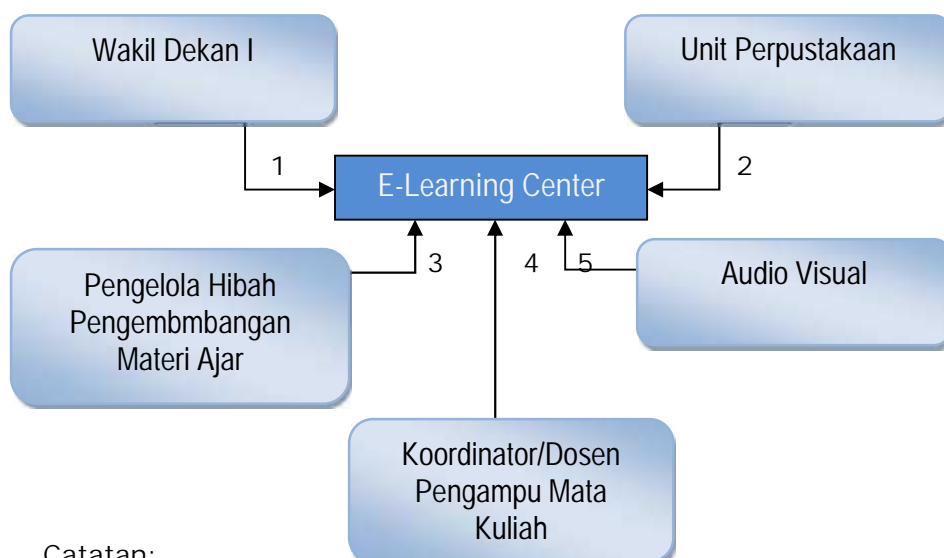 Wakil Dekan I
Unit Perpustakaan
1
2
E-Learning Center
3
4
5
Pengelola Hibah
Pengembmbangan
Materi Ajar
Audio Visual
Koordinator/Dosen
Pengampu Mata
Kuliah
Catatan: